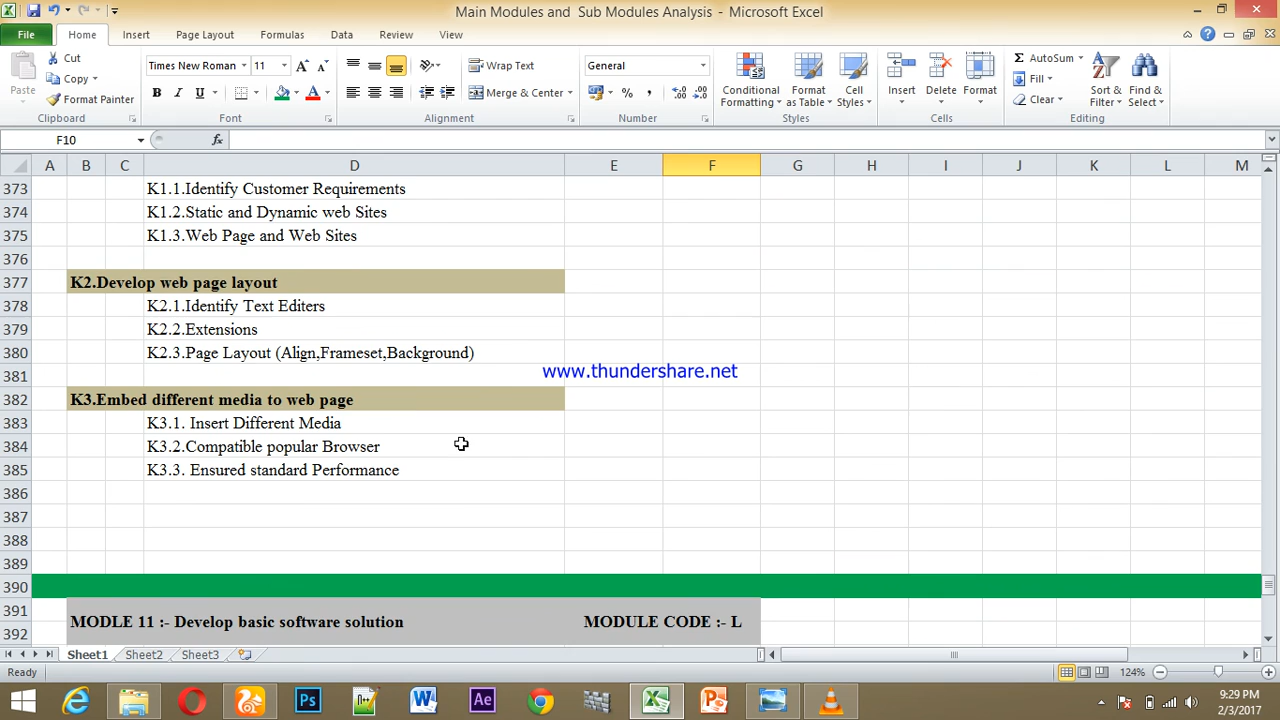 Main Modules and Sub Modules Analysis - Microsoft Excel
File Home Insert Page Layout Formulas Data Review View
Paste Cut Copy Format Painter Clipboard
Times New Roman 11 B I U A A A Font
Wrap Text Merge & Center Alignment
General % , Number
Conditional Formatting Format as Table Cell Styles Styles
Insert Delete Format Cells
Σ AutoSum Fill Clear Sort & Filter Find & Select Editing
F10 fx
A B C D E F G H I J K L M
373 K1.1.Identify Customer Requirements
374 K1.2.Static and Dynamic web Sites
375 K1.3.Web Page and Web Sites
376
377 K2.Develop web page layout
378 K2.1.Identify Text Editers
379 K2.2.Extensions
380 K2.3.Page Layout (Align,Frameset,Background)
www.thundershare.net
381
382 K3.Embed different media to web page
383 K3.1. Insert Different Media
384 K3.2.Compatible popular Browser
385 K3.3. Ensured standard Performance
386
387
388
389
390
391
MODLE 11 :- Develop basic software solution MODULE CODE :- L
392
Sheet1 Sheet2 Sheet3
Ready 124%
Ps W Ae P
9:29 PM
2/3/2017